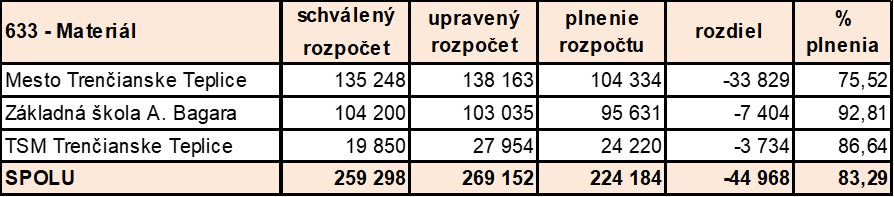 633 - Materiál schválený rozpočet upravený rozpočet plnenie rozpočtu rozdiel % plnenia
Mesto Trenčianske Teplice 135 248 138 163 104 334 -33 829 75,52
Základná škola A. Bagara 104 200 103 035 95 631 -7 404 92,81
TSM Trenčianske Teplice 19 850 27 954 24 220 -3 734 86,64
SPOLU 259 298 269 152 224 184 -44 968 83,29